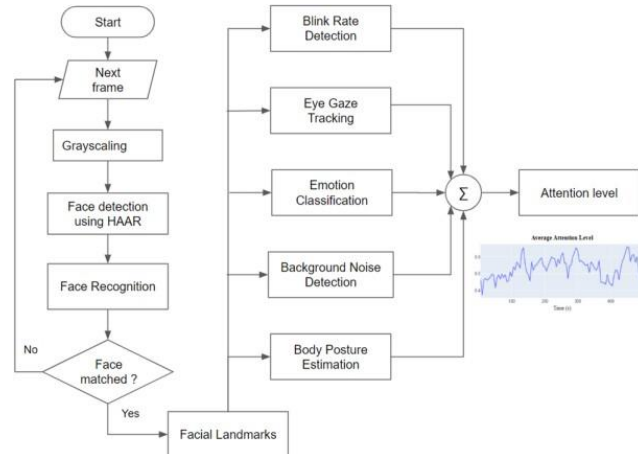 Start
Next
frame
Grayscaling
Face detection
using HAAR
Face Recognition
No
Face
matched ?
Yes
Facial Landmarks
Blink Rate
Detection
Eye Gaze
Tracking
Emotion
Classification
Background Noise
Detection
Body Posture
Estimation
Σ
Attention level
Average Attention Level
Time (s)